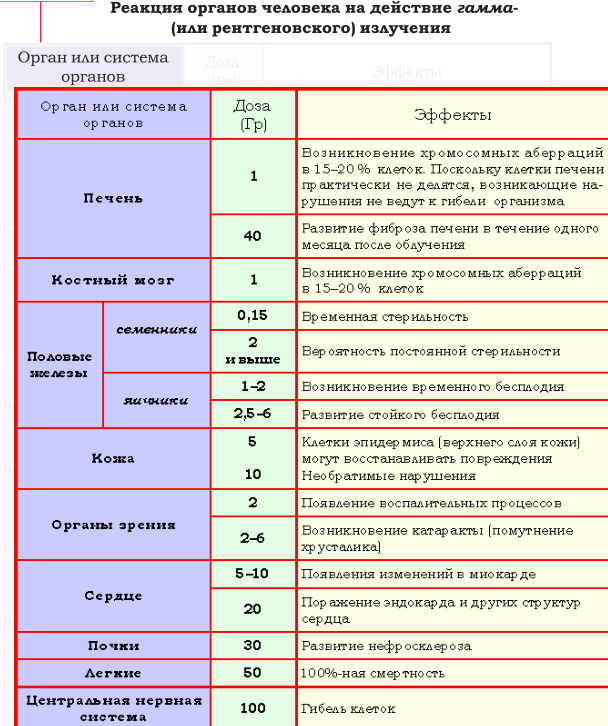 Реакция органов человека на действие гамма-
(или рентгеновского) излучения
Орган или система
органов
Доза
(Гр)
Эффекты
Орган или система
органов
Доза
(Гр)
Эффекты
Печень
1
Возникновение хромосомных аберраций
в 15–20 % клеток. Поскольку клетки печени
практически не делятся, возникающие на-
рушения не ведут к гибели организма
40
Развитие фиброза печени в течение одного
месяца после облучения
Костный мозг
1
Возникновение хромосомных аберраций
в 15–20 % клеток
Половые
железы
семенники
0,15
Временная стерильность
2
и выше
Вероятность постоянной стерильности
яичники
1–2
Возникновение временного бесплодия
2,5–6
Развитие стойкого бесплодия
Кожа
5
Клетки эпидермиса (верхнего слоя кожи)
могут восстанавливать повреждения
10
Необратимые нарушения
Органы зрения
2
Появление воспалительных процессов
2–6
Возникновение катаракты (помутнение
хрусталика)
Сердце
5–10
Появления изменений в миокарде
20
Поражение эндокарда и других структур
сердца
Почки
30
Развитие нефросклероза
Легкие
50
100%-ная смертность
Центральная нервная
система
100
Гибель клеток